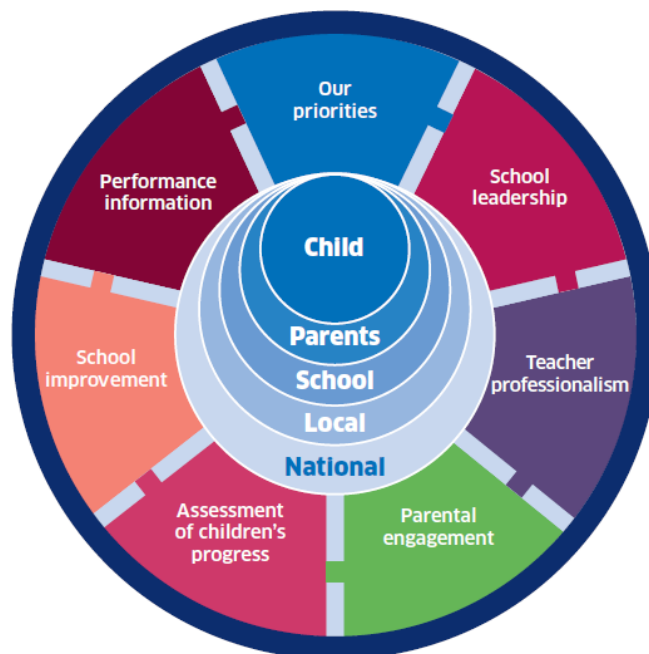 Our
priorities
School
leadership
Teacher
professionalism
Parental
engagement
Assessment
of children's
progress
School
improvement
Performance
information
Child
Parents
School
Local
National